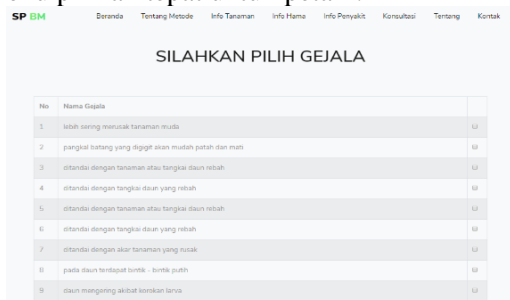 SP BM Beranda Tentang Metode Info Tanaman Info Hama Info Penyakit Konsultasi Tentang Kontak
SILAHKAN PILIH GEJALA
No Nama Gejala
1 lebih sering merusak tanaman muda
2 pangkal batang yang digigit akan mudah patah dan mati
3 ditandai dengan tanaman atau tangkai daun rebah
4 ditandai dengan tangkai daun yang rebah
5 ditandai dengan tanaman atau tangkai daun rebah
6 ditandai dengan tangkai daun yang rebah
7 ditandai dengan akar tanaman yang rusak
8 pada daun terdapat bintik - bintik putih
9 daun mengering akibat korokan larva